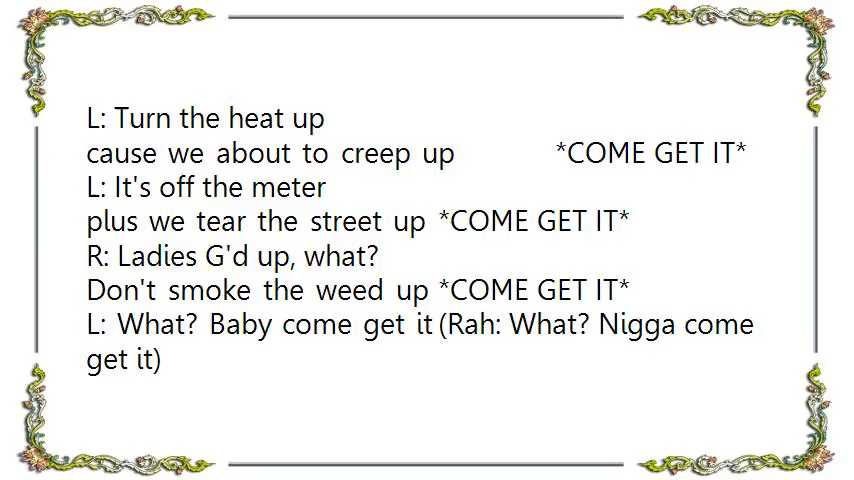 L: Turn the heat up
cause we about to creep up *COME GET IT*
L: It's off the meter
plus we tear the street up *COME GET IT*
R: Ladies G'd up, what?
Don't smoke the weed up *COME GET IT*
L: What? Baby come get it (Rah: What? Nigga come
get it)